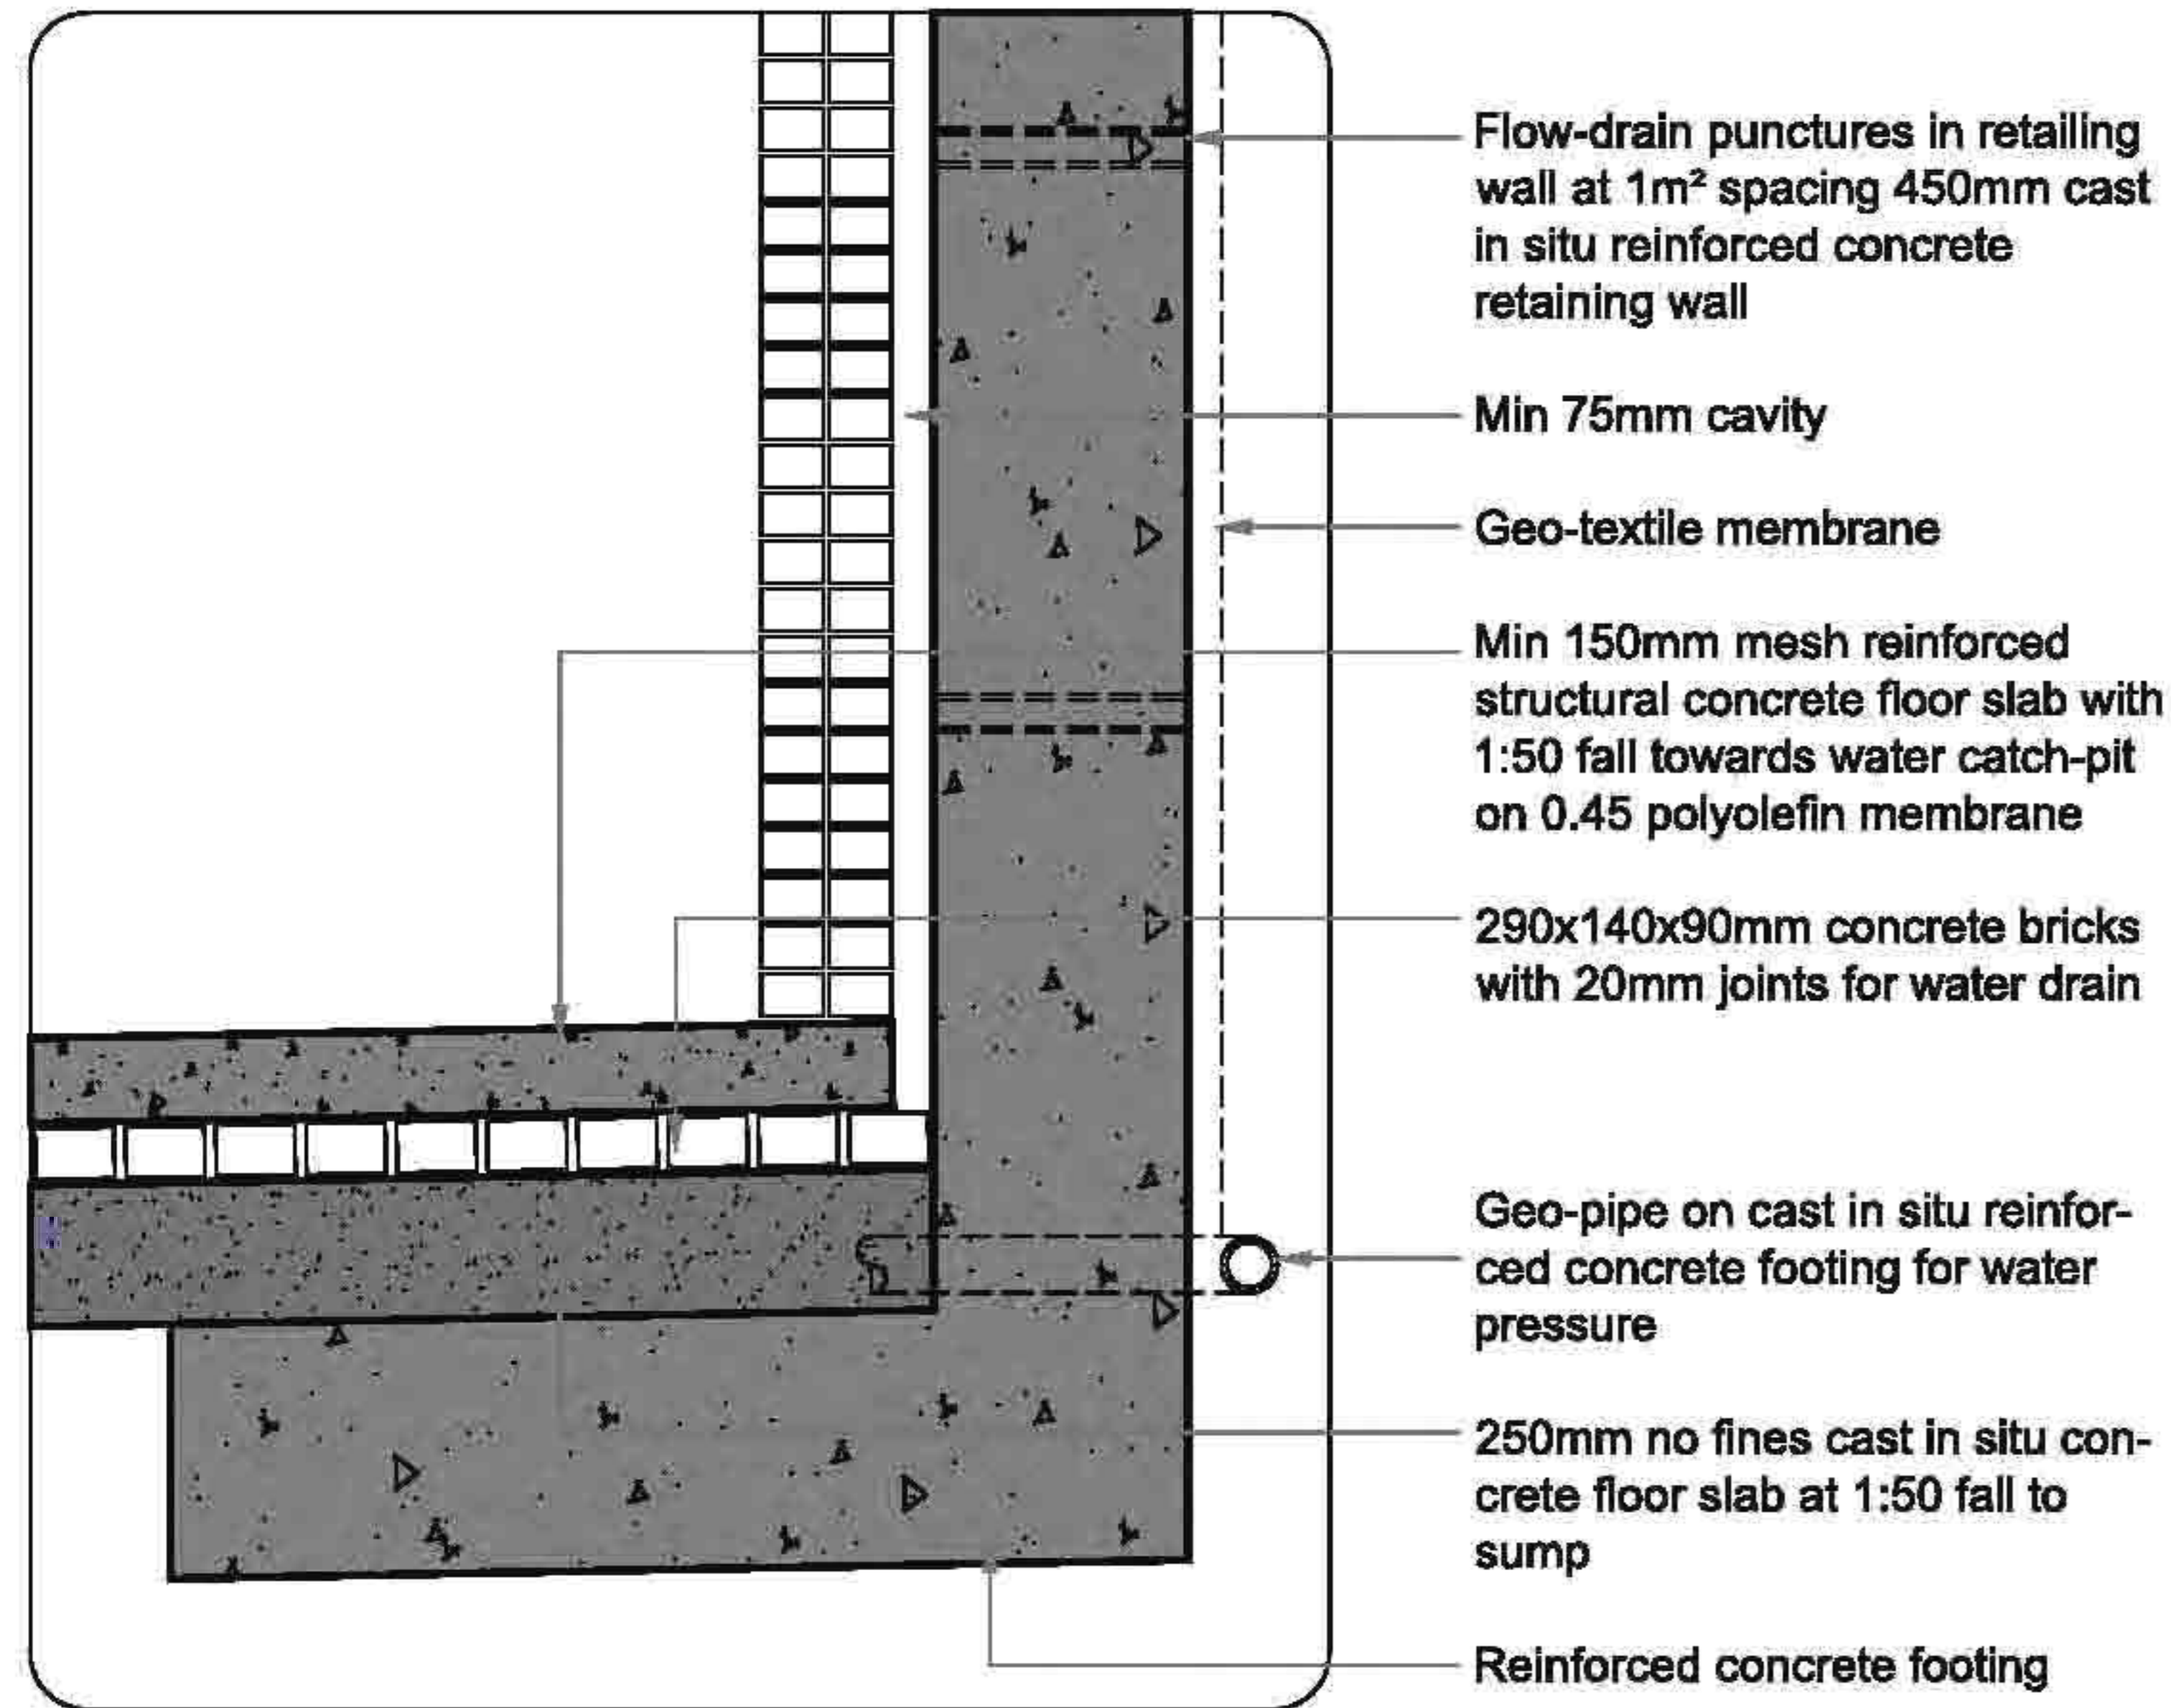 Flow-drain punctures in retailing
wall at 1m² spacing 450mm cast
in situ reinforced concrete
retaining wall
Min 75mm cavity
Geo-textile membrane
Min 150mm mesh reinforced
structural concrete floor slab with
1:50 fall towards water catch-pit
on 0.45 polyolefin membrane
290x140x90mm concrete bricks
with 20mm joints for water drain
Geo-pipe on cast in situ reinfor-
ced concrete footing for water
pressure
250mm no fines cast in situ con-
crete floor slab at 1:50 fall to
sump
Reinforced concrete footing